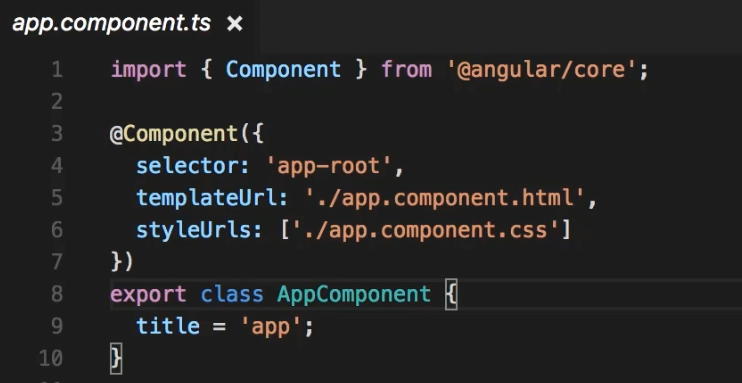 app.component.ts ×
1 import { Component } from '@angular/core';
2
3 @Component({
4   selector: 'app-root',
5   templateUrl: './app.component.html',
6   styleUrls: ['./app.component.css']
7 })
8 export class AppComponent {
9   title = 'app';
10 }